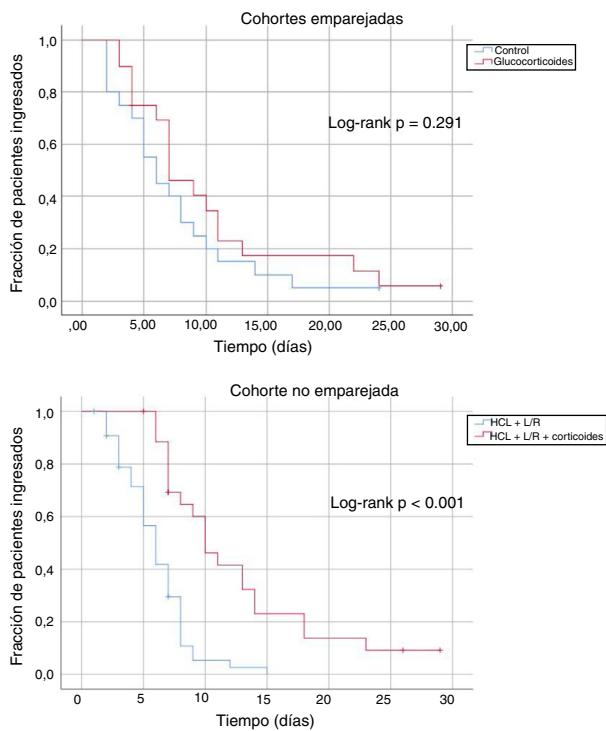 Cohortes emparejadas
Fracción de pacientes ingresados
1,0
0,8
0,6
0,4
0,2
0,0
Control
Glucocorticoides
Log-rank p = 0.291
,00 5,00 10,00 15,00 20,00 25,00 30,00
Tiempo (días)
Cohorte no emparejada
Fracción de pacientes ingresados
1,0
0,8
0,6
0,4
0,2
0,0
HCL + L/R
HCL + L/R + corticoides
Log-rank p < 0.001
0 5 10 15 20 25 30
Tiempo (días)